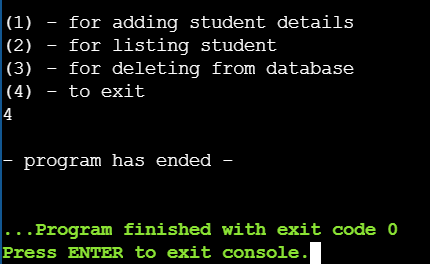 (1) - for adding student details
(2) - for listing student
(3) - for deleting from database
(4) - to exit
4
- program has ended -
...Program finished with exit code 0
Press ENTER to exit console.